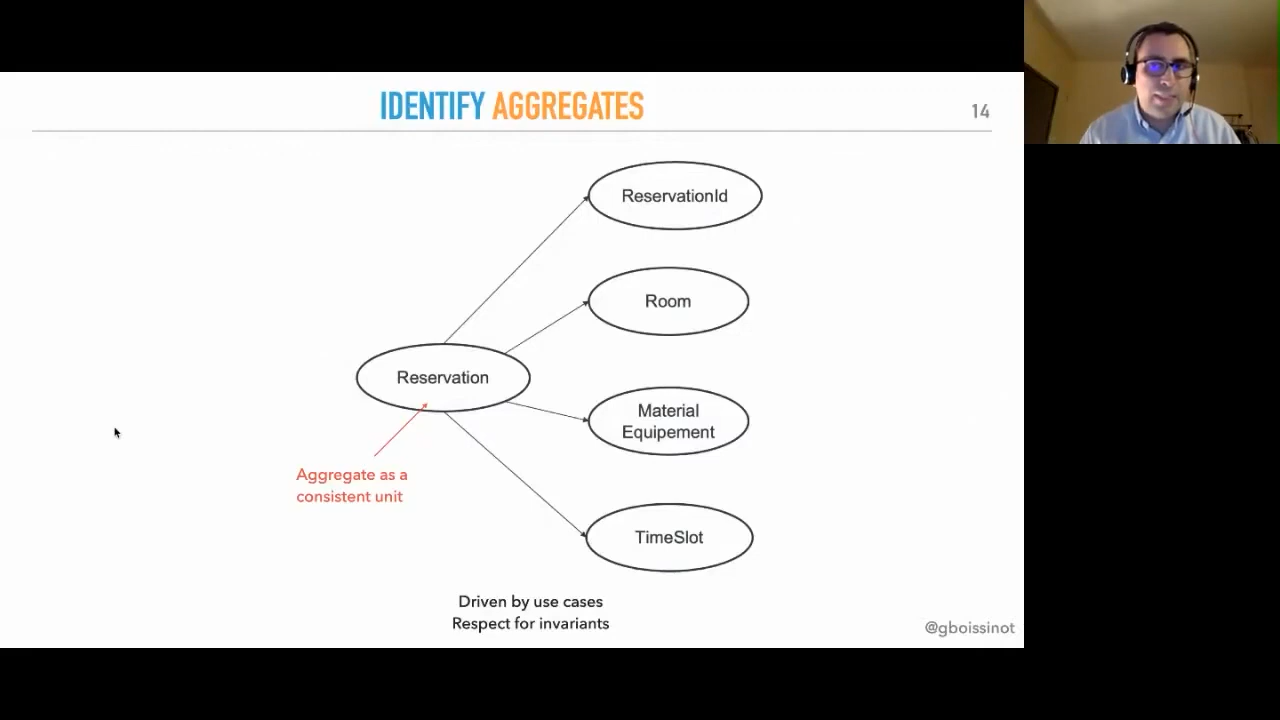 IDENTIFY AGGREGATES
14
ReservationId
Room
Reservation
Material
Equipement
Aggregate as a
consistent unit
TimeSlot
Driven by use cases
Respect for invariants
@gboissinot